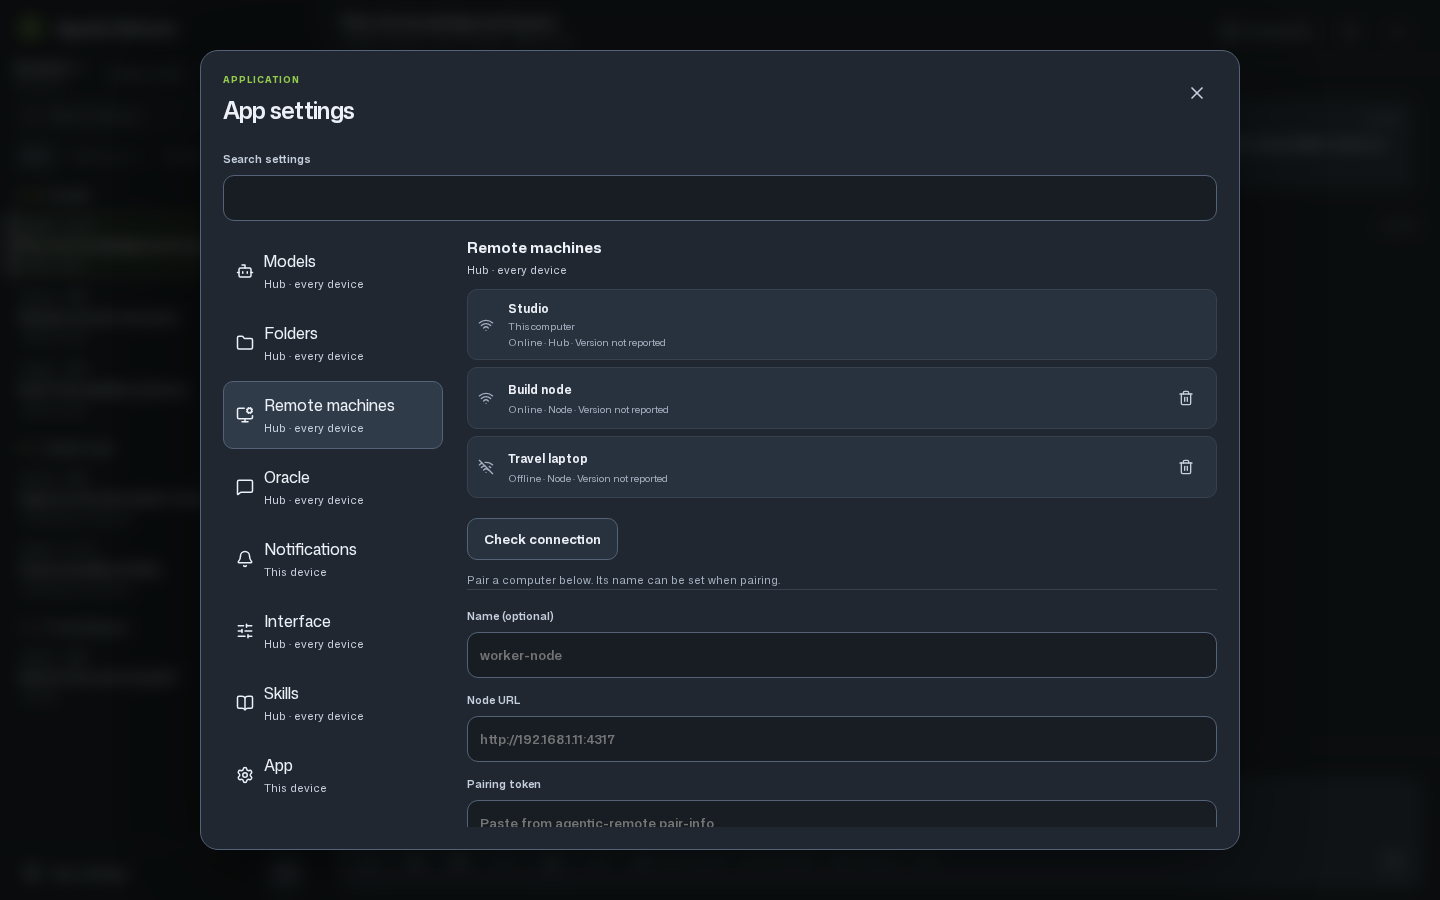 APPLICATION
App settings
Search settings
Models
Hub · every device
Folders
Hub · every device
Remote machines
Hub · every device
Oracle
Hub · every device
Notifications
This device
Interface
Hub · every device
Skills
Hub · every device
App
This device
Remote machines
Hub · every device
Studio
This computer
Online · Hub · Version not reported
Build node
Online · Node · Version not reported
Travel laptop
Offline · Node · Version not reported
Check connection
Pair a computer below. Its name can be set when pairing.
Name (optional)
worker-node
Node URL
http://192.168.1.11:4317
Pairing token
Paste from agentic-remote pair-info